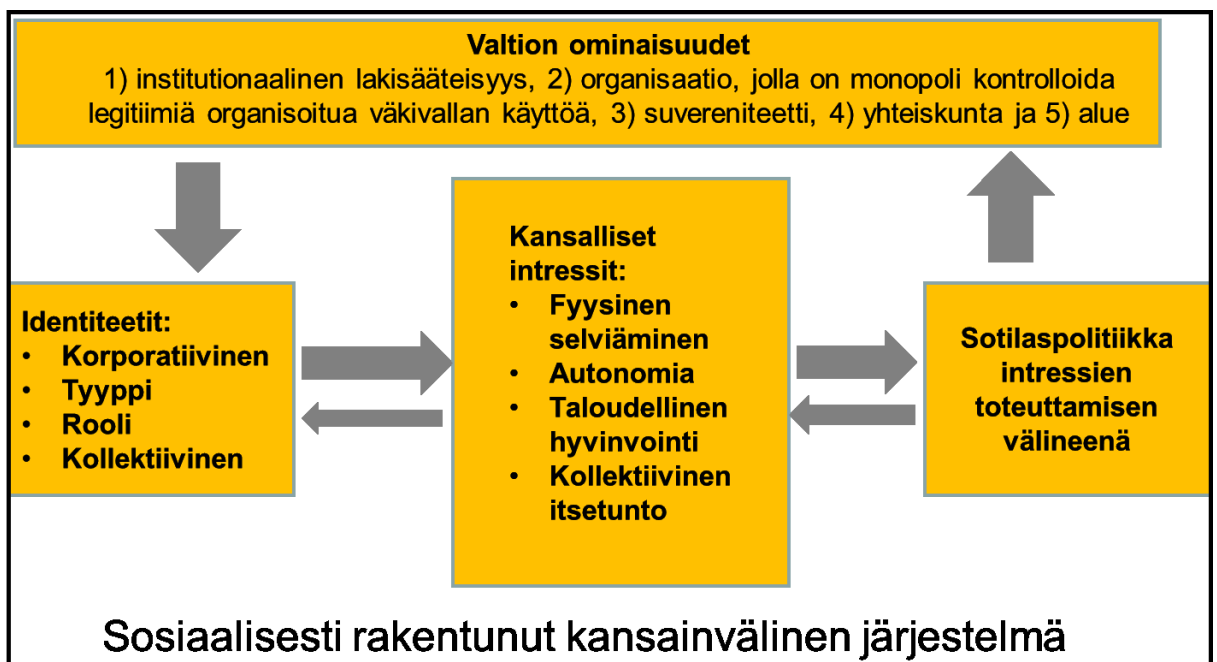 Valtion ominaisuudet
1) institutionaalinen lakisääteisyys, 2) organisaatio, jolla on monopoli kontrolloida
legitiimiä organisoitua väkivallan käyttöä, 3) suvereniteetti, 4) yhteiskunta ja 5) alue
Identiteetit:
• Korporatiivinen
• Tyyppi
• Rooli
• Kollektiivinen
Kansalliset
intressit:
• Fyysinen
selviäminen
• Autonomia
• Taloudellinen
hyvinvointi
• Kollektiivinen
itsetunto
Sotilaspolitiikka
intressien
toteuttamisen
välineenä
Sosiaalisesti rakentunut kansainvälinen järjestelmä